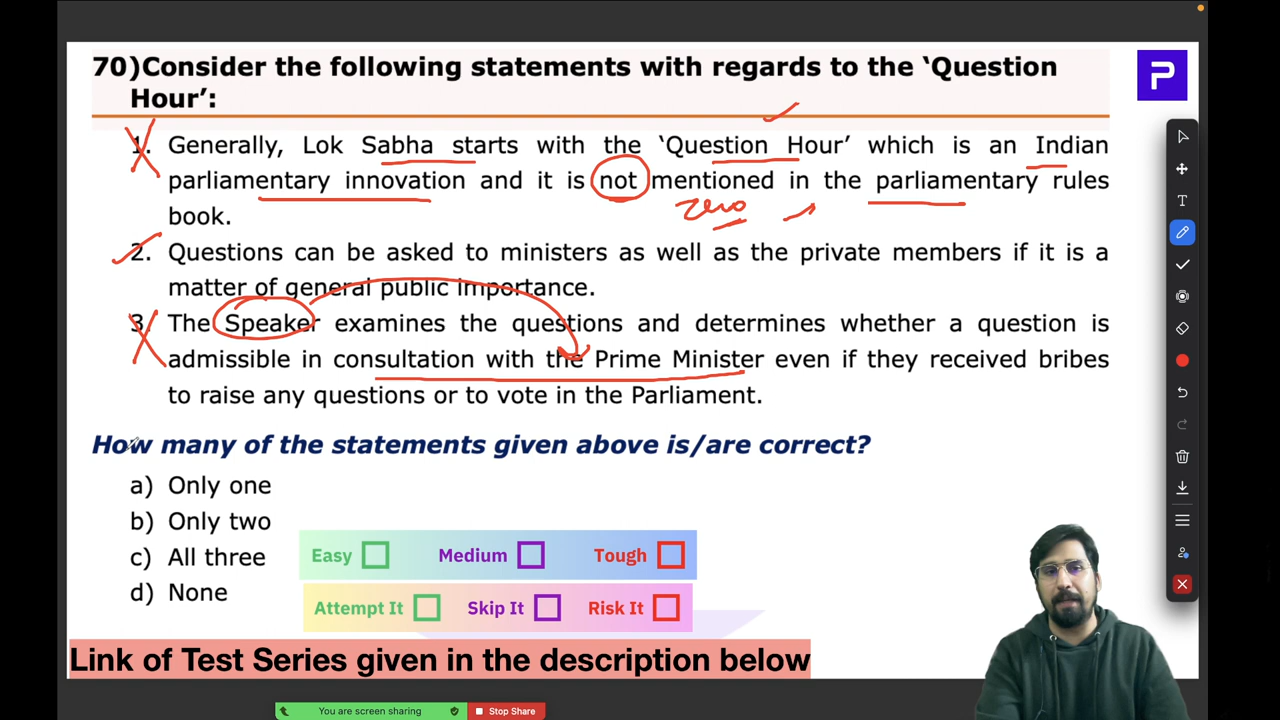 70)Consider the following statements with regards to the ‘Question
Hour’:
1. Generally, Lok Sabha starts with the ‘Question Hour’ which is an Indian
parliamentary innovation and it is not mentioned in the parliamentary rules
zero
book.
2. Questions can be asked to ministers as well as the private members if it is a
matter of general public importance.
3. The Speaker examines the questions and determines whether a question is
admissible in consultation with the Prime Minister even if they received bribes
to raise any questions or to vote in the Parliament.
How many of the statements given above is/are correct?
a) Only one
b) Only two
c) All three
d) None
Easy Medium Tough
Attempt It Skip It Risk It
Link of Test Series given in the description below
You are screen sharing Stop Share